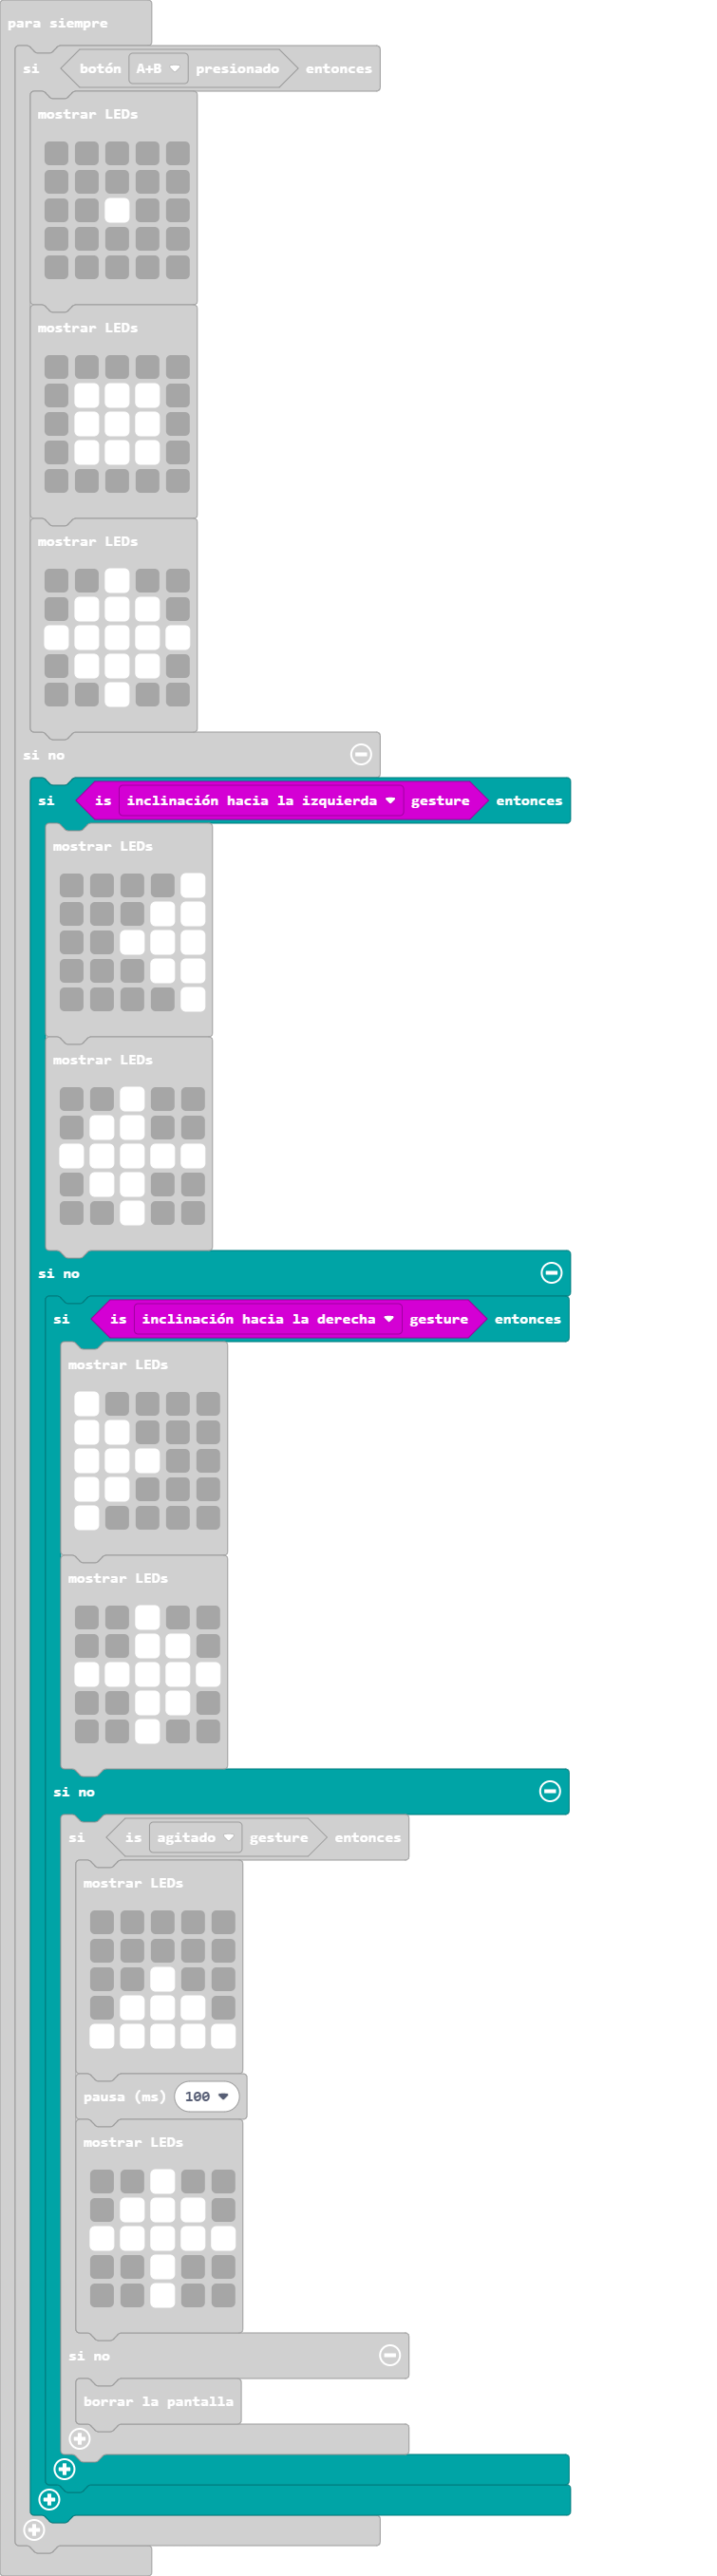 para siempre
si botón A+B presionado entonces
mostrar LEDs
mostrar LEDs
mostrar LEDs
si no
si is inclinación hacia la izquierda gesture entonces
mostrar LEDs
mostrar LEDs
si no
si is inclinación hacia la derecha gesture entonces
mostrar LEDs
mostrar LEDs
si no
si is agitado gesture entonces
mostrar LEDs
pausa (ms) 100
mostrar LEDs
si no
borrar la pantalla